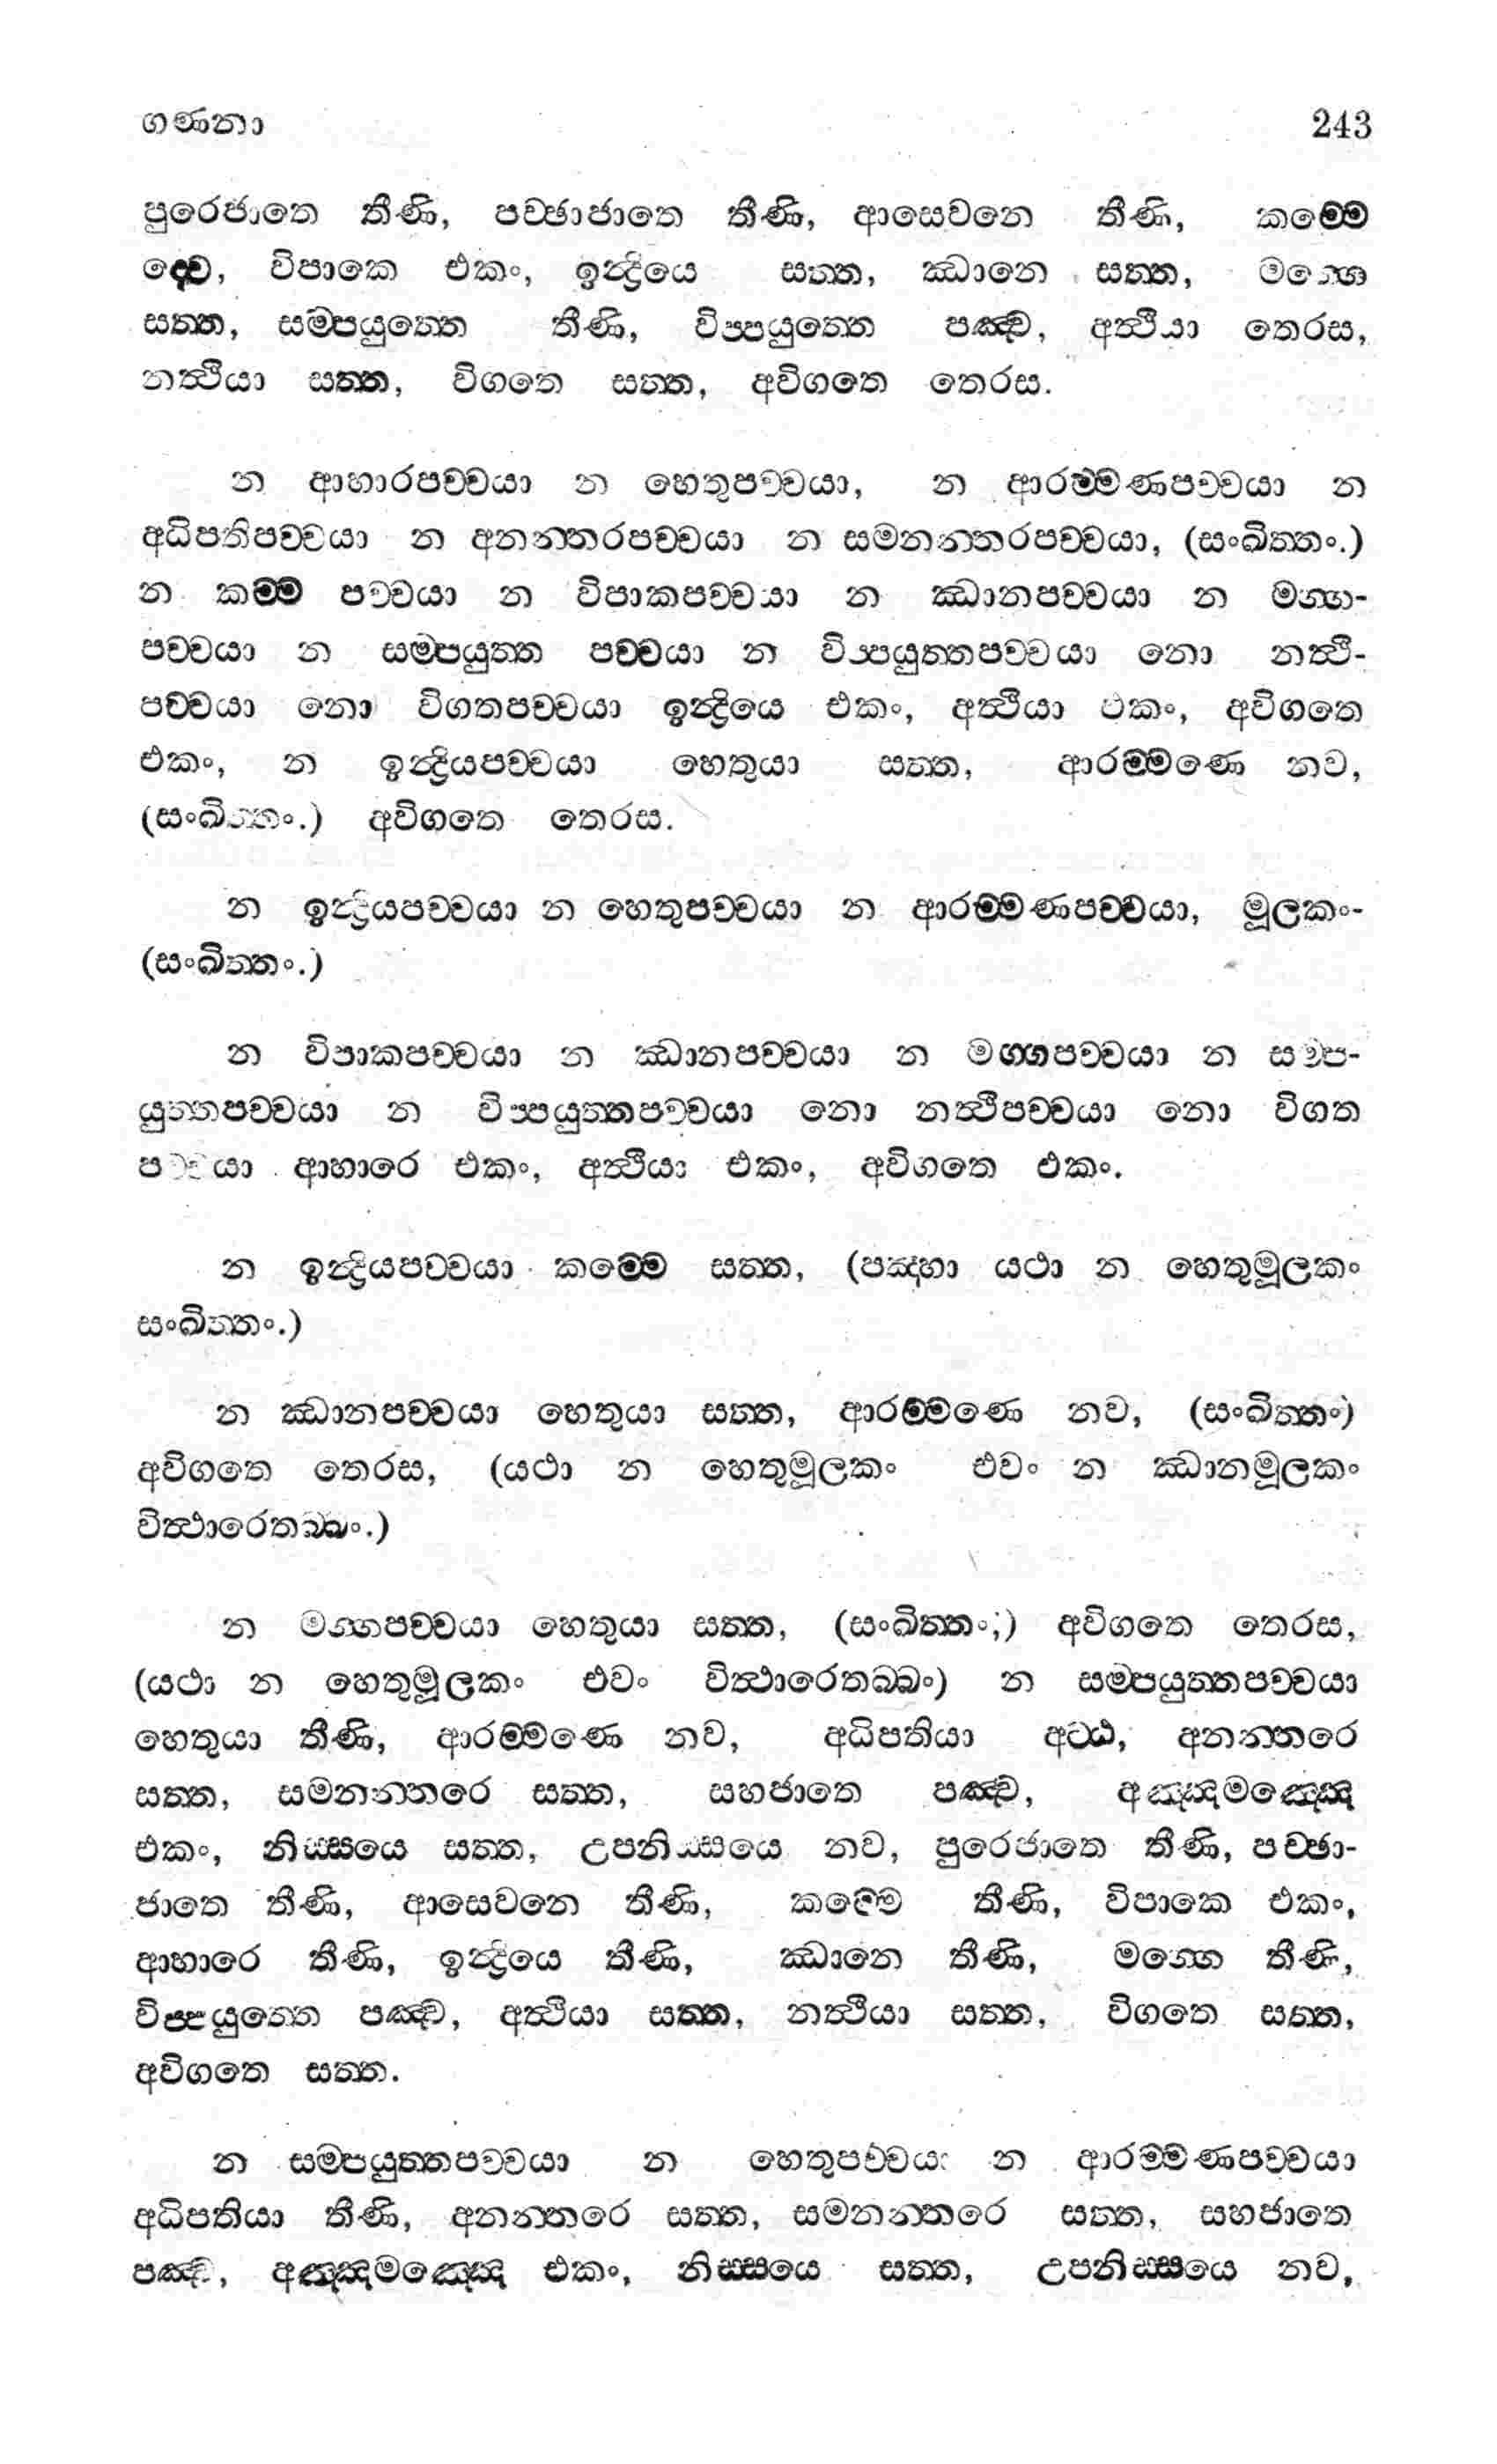 ගණනා 243
පුරෙජාතෙ තීණි, පච්ඡාජාතෙ තීණි, ආසෙවනෙ තීණි, කම්මෙ
ද්වෙ, විපාකෙ එකං, ඉන්ද්‍රියෙ සත්ත, ඣානෙ සත්ත, මග්ගෙ
සත්ත, සම්පයුත්තෙ තීණි, විප්පයුත්තෙ පඤ්ච, අත්ථියා තෙරස,
නත්ථියා සත්ත, විගතෙ සත්ත, අවිගතෙ තෙරස.
න ආහාරපච්චයා න හෙතුපච්චයා, න ආරම්මණපච්චයා න
අධිපතිපච්චයා න අනන්තරපච්චයා න සමනන්තරපච්චයා, (සංඛිත්තං.)
න කම්ම පච්චයා න විපාකපච්චයා න ඣානපච්චයා න මග්ග-
පච්චයා න සම්පයුත්ත පච්චයා න විප්පයුත්තපච්චයා නො නත්ථි-
පච්චයා නො විගතපච්චයා ඉන්ද්‍රියෙ එකං, අත්ථියා එකං, අවිගතෙ
එකං, න ඉන්ද්‍රියපච්චයා හෙතුයා සත්ත, ආරම්මණෙ නව,
(සංඛිත්තං.) අවිගතෙ තෙරස.
න ඉන්ද්‍රියපච්චයා න හෙතුපච්චයා න ආරම්මණපච්චයා, මූලකං-
(සංඛිත්තං.)
න විපාකපච්චයා න ඣානපච්චයා න මග්ගපච්චයා න සම්ප-
යුත්තපච්චයා න විප්පයුත්තපච්චයා නො නත්ථිපච්චයා නො විගත
පච්චයා ආහාරෙ එකං, අත්ථියා එකං, අවිගතෙ එකං.
න ඉන්ද්‍රියපච්චයා කම්මෙ සත්ත, (පඤ්හා යථා න හෙතුමූලකං
සංඛිත්තං.)
න ඣානපච්චයා හෙතුයා සත්ත, ආරම්මණෙ නව, (සංඛිත්තං)
අවිගතෙ තෙරස, (යථා න හෙතුමූලකං එවං න ඣානමූලකං
විත්ථාරෙතබ්බං.)
න මග්ගපච්චයා හෙතුයා සත්ත, (සංඛිත්තං;) අවිගතෙ තෙරස,
(යථා න හෙතුමූලකං එවං විත්ථාරෙතබ්බං) න සම්පයුත්තපච්චයා
හෙතුයා තීණි, ආරම්මණෙ නව, අධිපතියා අට්ඨ, අනන්තරෙ
සත්ත, සමනන්තරෙ සත්ත, සහජාතෙ පඤ්ච, අඤ්ඤමඤ්ඤෙ
එකං, නිස්සයෙ සත්ත, උපනිස්සයෙ නව, පුරෙජාතෙ තීණි, පච්ඡා-
ජාතෙ තීණි, ආසෙවනෙ තීණි, කම්මෙ තීණි, විපාකෙ එකං,
ආහාරෙ තීණි, ඉන්ද්‍රියෙ තීණි, ඣානෙ තීණි, මග්ගෙ තීණි,
විප්පයුත්තෙ පඤ්ච, අත්ථියා සත්ත, නත්ථියා සත්ත, විගතෙ සත්ත,
අවිගතෙ සත්ත.
න සම්පයුත්තපච්චයා න හෙතුපච්චයා න ආරම්මණපච්චයා
අධිපතියා තීණි, අනන්තරෙ සත්ත, සමනන්තරෙ සත්ත, සහජාතෙ
පඤ්ච, අඤ්ඤමඤ්ඤෙ එකං, නිස්සයෙ සත්ත, උපනිස්සයෙ නව,